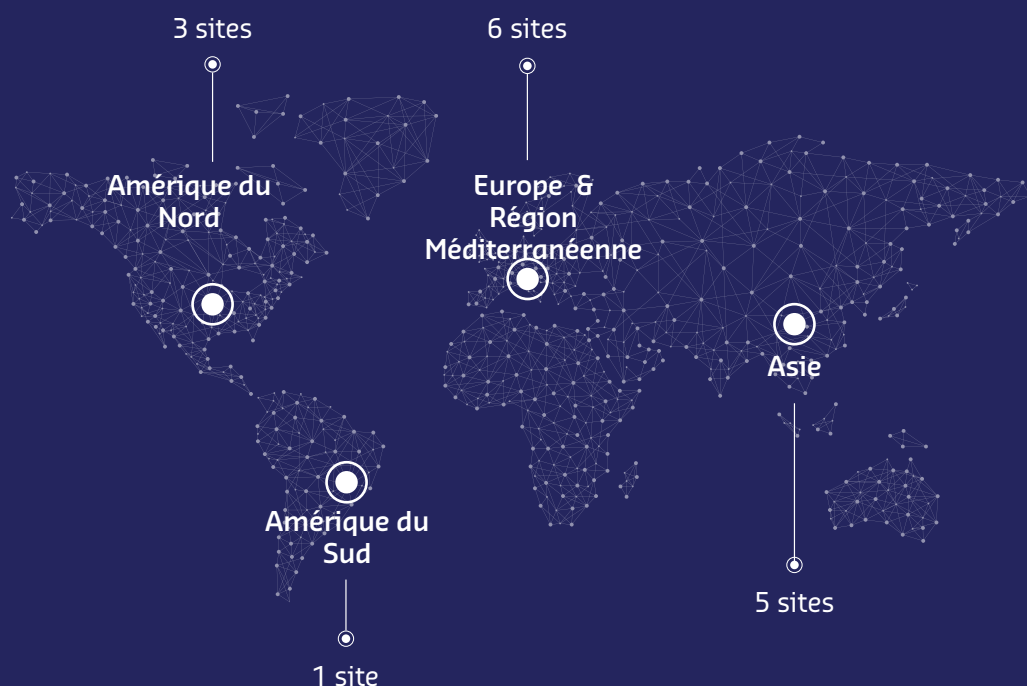 3 sites
6 sites
Amérique du
Nord
Europe &
Région
Méditerranéenne
Asie
Amérique du
Sud
5 sites
1 site